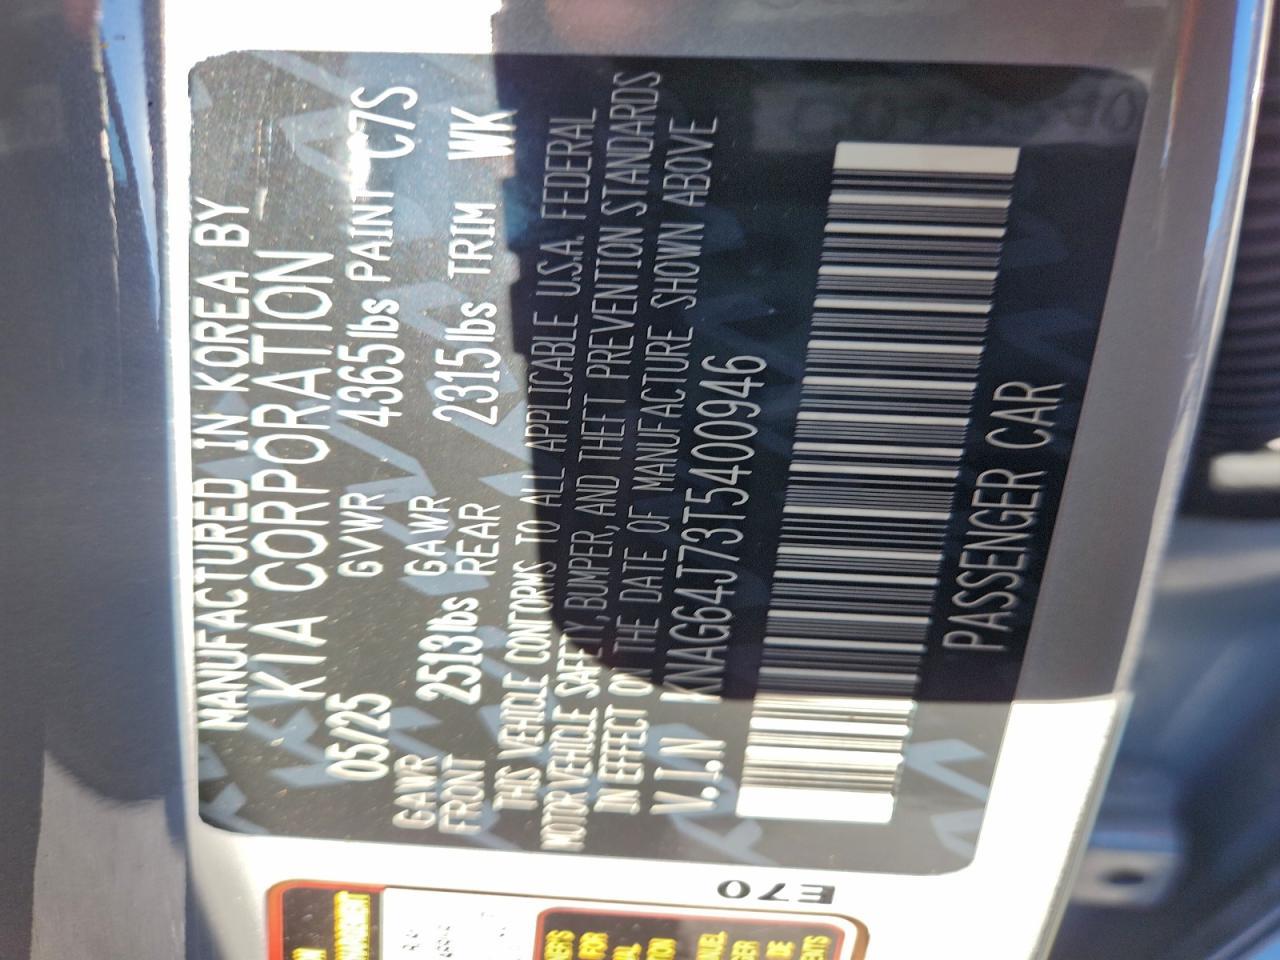 MANUFACTURED IN KOREA BY
KIA CORPORATION
05/25 GVWR 4365lbs PAINT C7S
GAWR FRONT 2513lbs GAWR REAR 2315lbs TRIM WK
THIS VEHICLE CONFORMS TO ALL APPLICABLE U.S.A. FEDERAL
MOTOR VEHICLE SAFETY, BUMPER, AND THEFT PREVENTION STANDARDS
IN EFFECT ON THE DATE OF MANUFACTURE SHOWN ABOVE
V.I.N KNAG64J73T5400946
PASSENGER CAR
E70